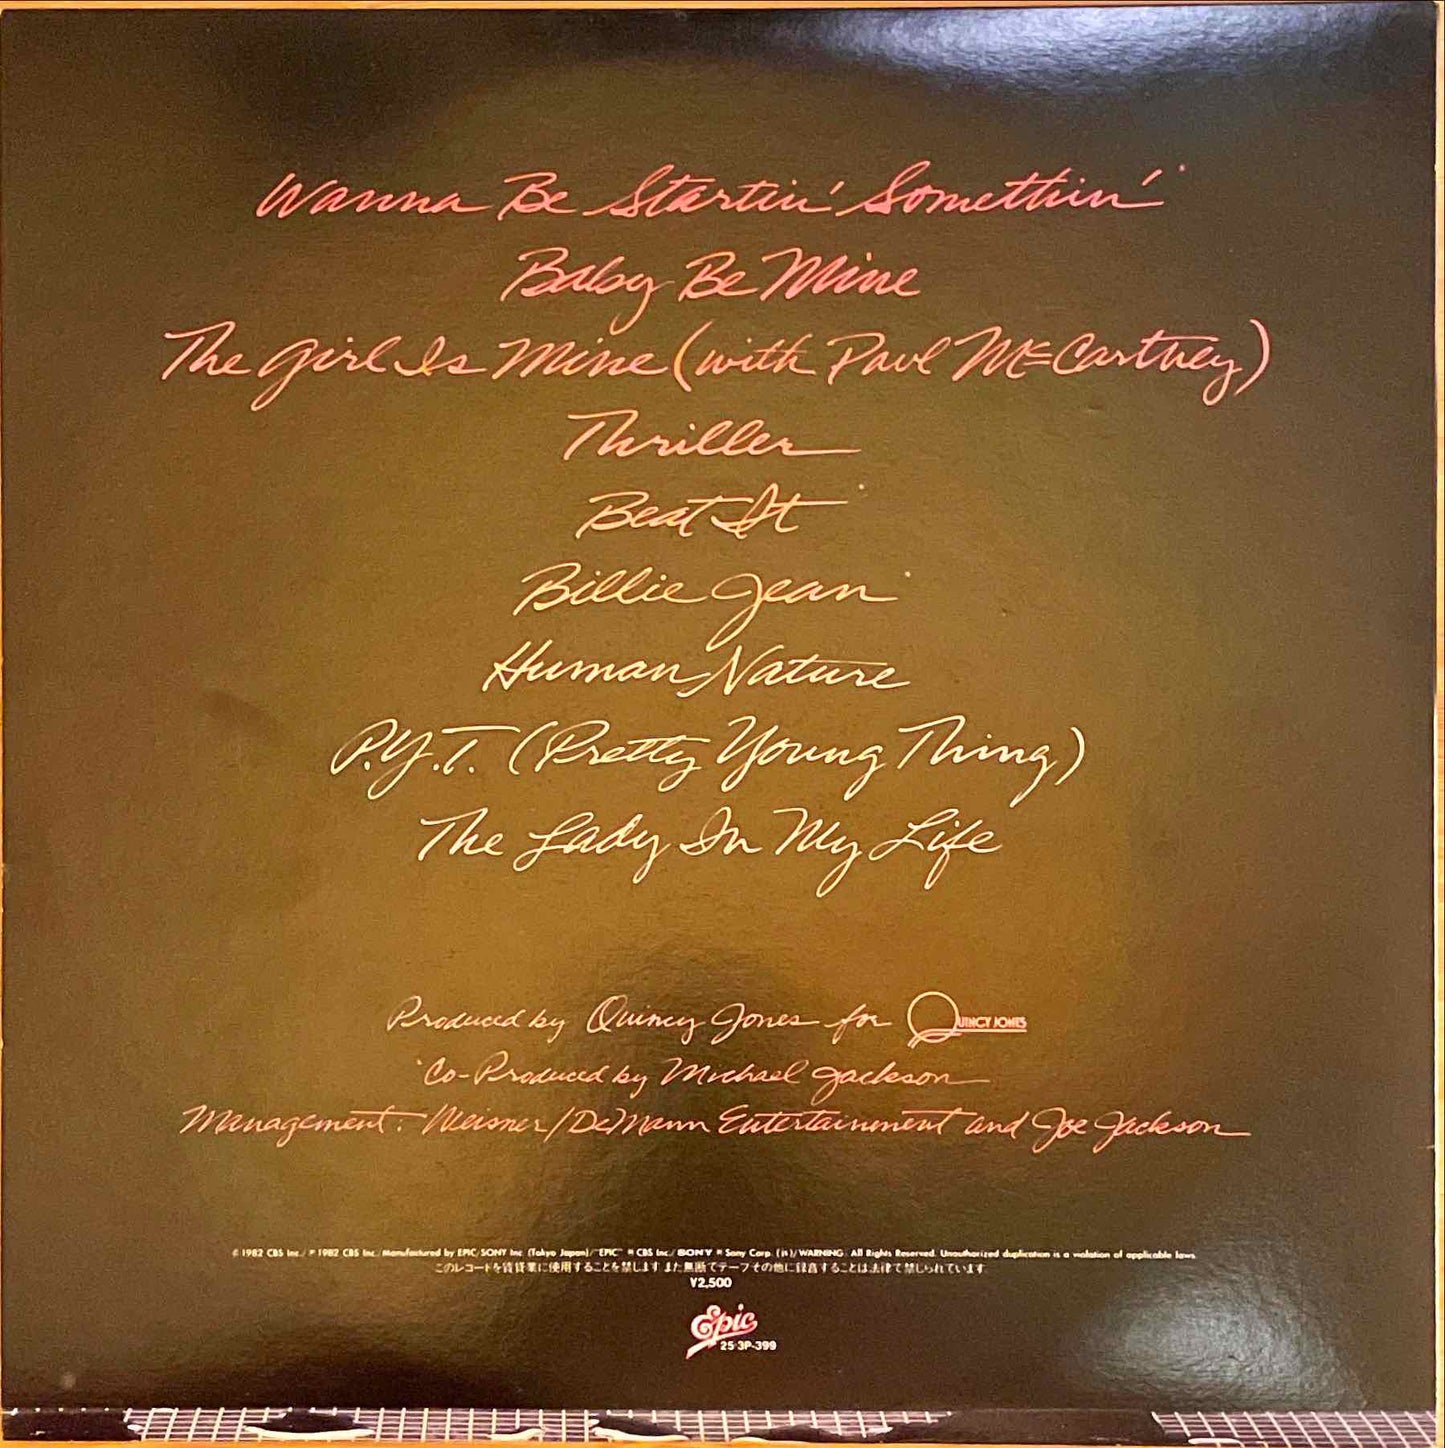 Wanna Be Startin' Somethin'*
Baby Be Mine
The Girl Is Mine (with Paul McCartney)
Thriller
Beat It*
Billie Jean*
Human Nature
P.Y.T. (Pretty Young Thing)
The Lady In My Life
Produced by Quincy Jones for QUINCY JONES
*Co-Produced by Michael Jackson
Management: Weisner/DeMann Entertainment and Joe Jackson
© 1982 CBS Inc./℗ 1982 CBS Inc./Manufactured by EPIC/SONY Inc. (Tokyo Japan)/"EPIC" ® CBS Inc./SONY ® Sony Corp. (is)/WARNING: All Rights Reserved. Unauthorized duplication is a violation of applicable laws.
このレコードを賃貸業に使用することを禁じます また無断でテープその他に録音することは法律で禁じられています
¥2,500
Epic
25·3P-399